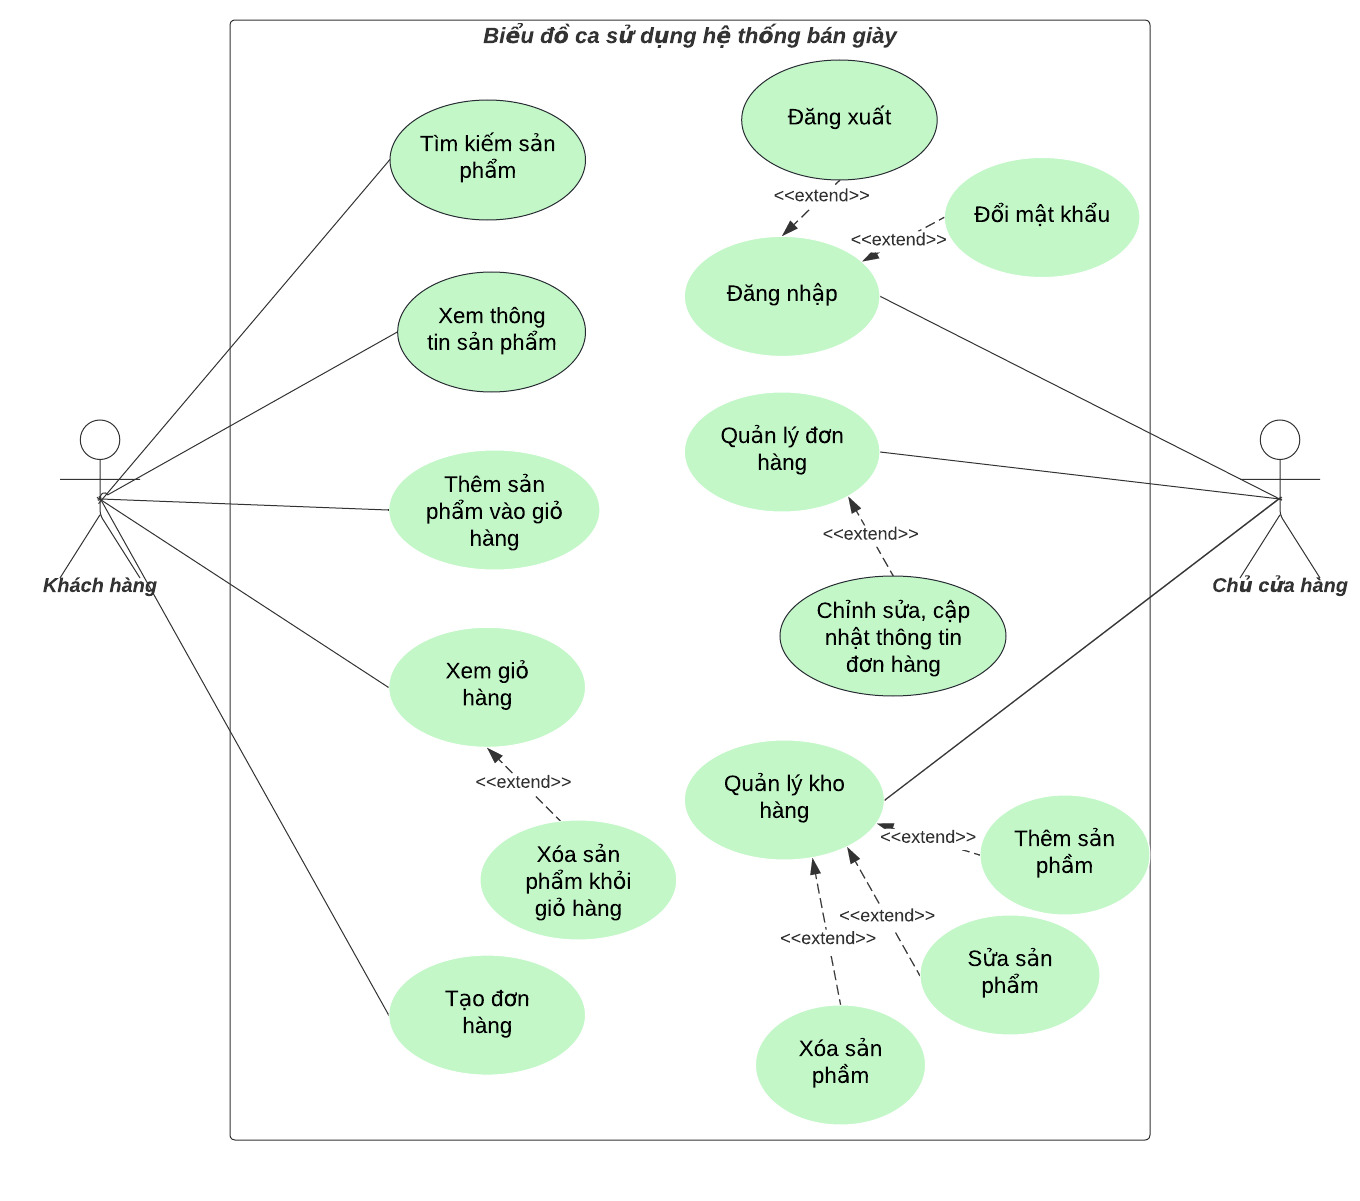 Biểu đồ ca sử dụng hệ thống bán giày
Đăng xuất
Tìm kiếm sản
phẩm
<<extend>>
Đổi mật khẩu
<<extend>>
Đăng nhập
Xem thông
tin sản phẩm
Quản lý đơn
hàng
Thêm sản
phẩm vào giỏ
hàng
<<extend>>
Khách hàng
Chủ cửa hàng
Chỉnh sửa, cập
nhật thông tin
đơn hàng
Xem giỏ
hàng
<<extend>>
Quản lý kho
hàng
<<extend>>
Thêm sản
phầm
Xóa sản
phẩm khỏi
giỏ hàng
<<extend>>
<<extend>>
Sửa sản
phẩm
Tạo đơn
hàng
Xóa sản
phầm